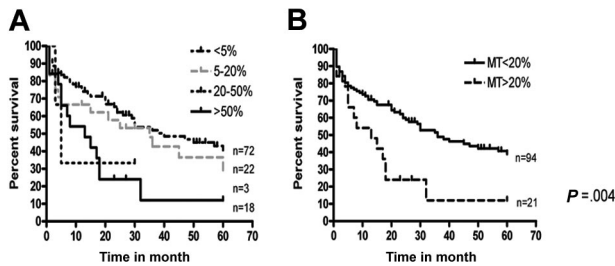 A
Percent survival
100
90
80
70
60
50
40
30
20
10
0
0 10 20 30 40 50 60 70
Time in month
<5%
5-20%
20-50%
>50%
n=72
n=22
n=3
n=18
B
Percent survival
100
90
80
70
60
50
40
30
20
10
0
0 10 20 30 40 50 60 70
Time in month
MT<20%
MT>20%
n=94
n=21
P=.004